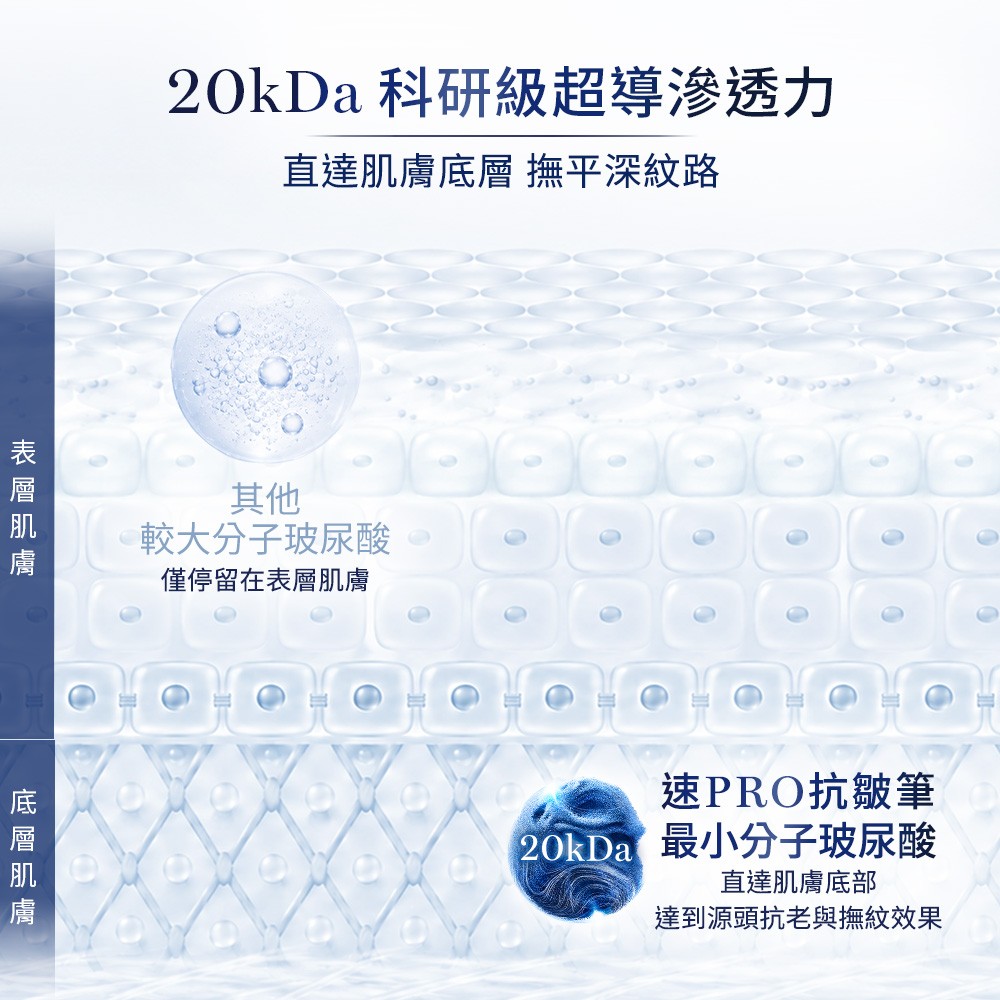 20kDa 科研級超導滲透力
直達肌膚底層 撫平深紋路
表層肌膚
其他
較大分子玻尿酸
僅停留在表層肌膚
底層肌膚
20kDa
速PRO抗皺筆
最小分子玻尿酸
直達肌膚底部
達到源頭抗老與撫紋效果